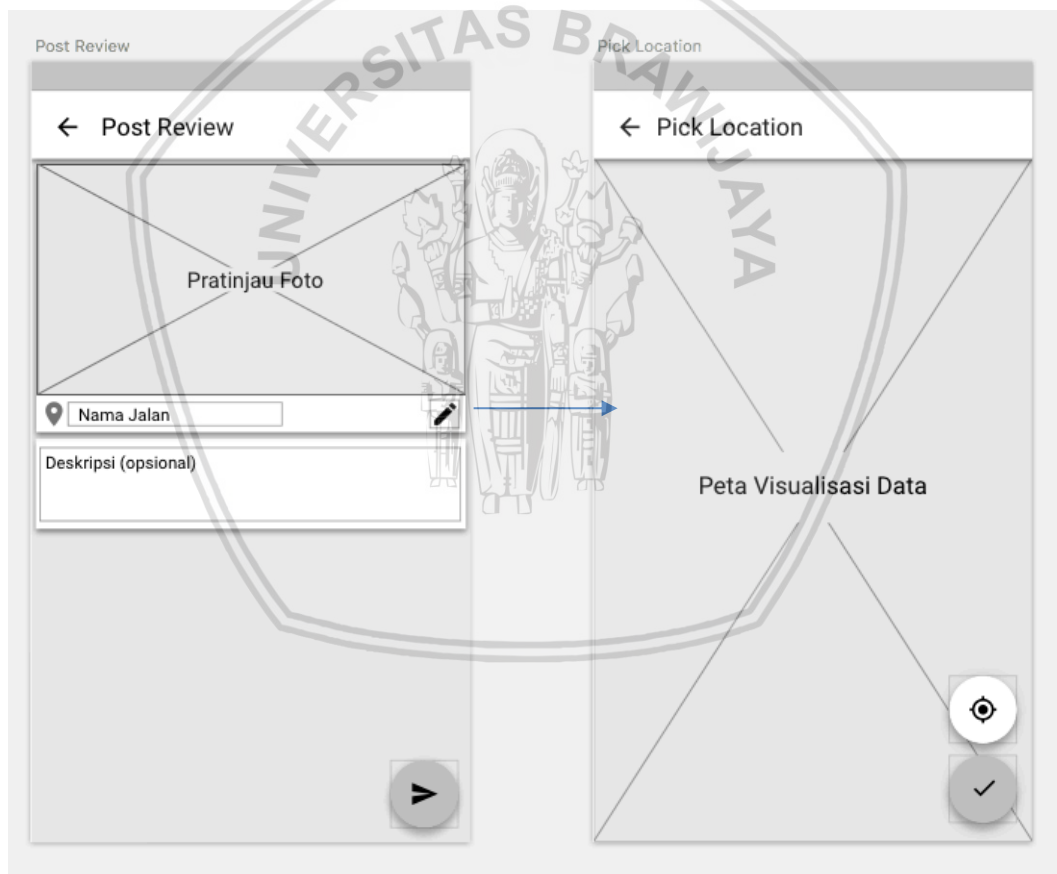 UNIVERSITAS BRAWIJAYA
Post Review
Post Review
Pratinjau Foto
Nama Jalan
Deskripsi (opsional)
Pick Location
Pick Location
Peta Visualisasi Data